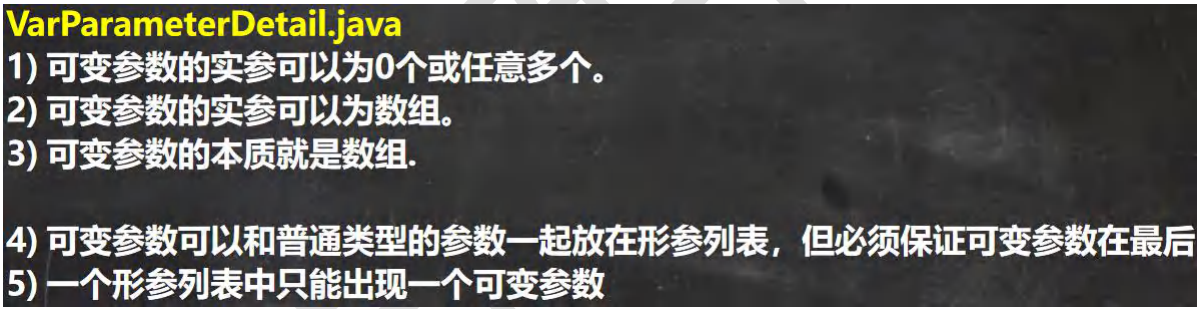 VarParameterDetail.java
1) 可变参数的实参可以为0个或任意多个。
2) 可变参数的实参可以为数组。
3) 可变参数的本质就是数组.
4) 可变参数可以和普通类型的参数一起放在形参列表，但必须保证可变参数在最后
5) 一个形参列表中只能出现一个可变参数